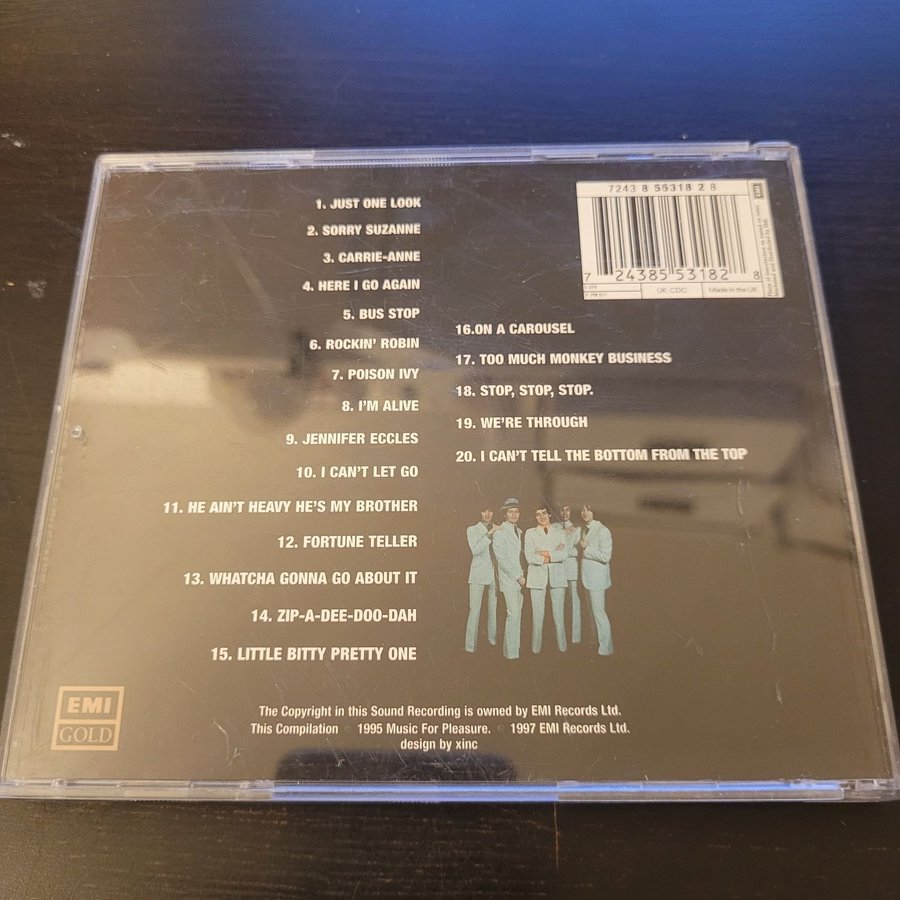 1. JUST ONE LOOK
2. SORRY SUZANNE
3. CARRIE-ANNE
4. HERE I GO AGAIN
5. BUS STOP
6. ROCKIN' ROBIN
7. POISON IVY
8. I'M ALIVE
9. JENNIFER ECCLES
10. I CAN'T LET GO
11. HE AIN'T HEAVY HE'S MY BROTHER
12. FORTUNE TELLER
13. WHATCHA GONNA GO ABOUT IT
14. ZIP-A-DEE-DOO-DAH
15. LITTLE BITTY PRETTY ONE
7243 8 55318 2 8
EMI
7 24385 53182 8
UK: CDC
Made in the UK
16.ON A CAROUSEL
17. TOO MUCH MONKEY BUSINESS
18. STOP, STOP, STOP.
19. WE'RE THROUGH
20. I CAN'T TELL THE BOTTOM FROM THE TOP
EMI
GOLD
The Copyright in this Sound Recording is owned by EMI Records Ltd.
This Compilation 1995 Music For Pleasure. © 1997 EMI Records Ltd.
design by xinc